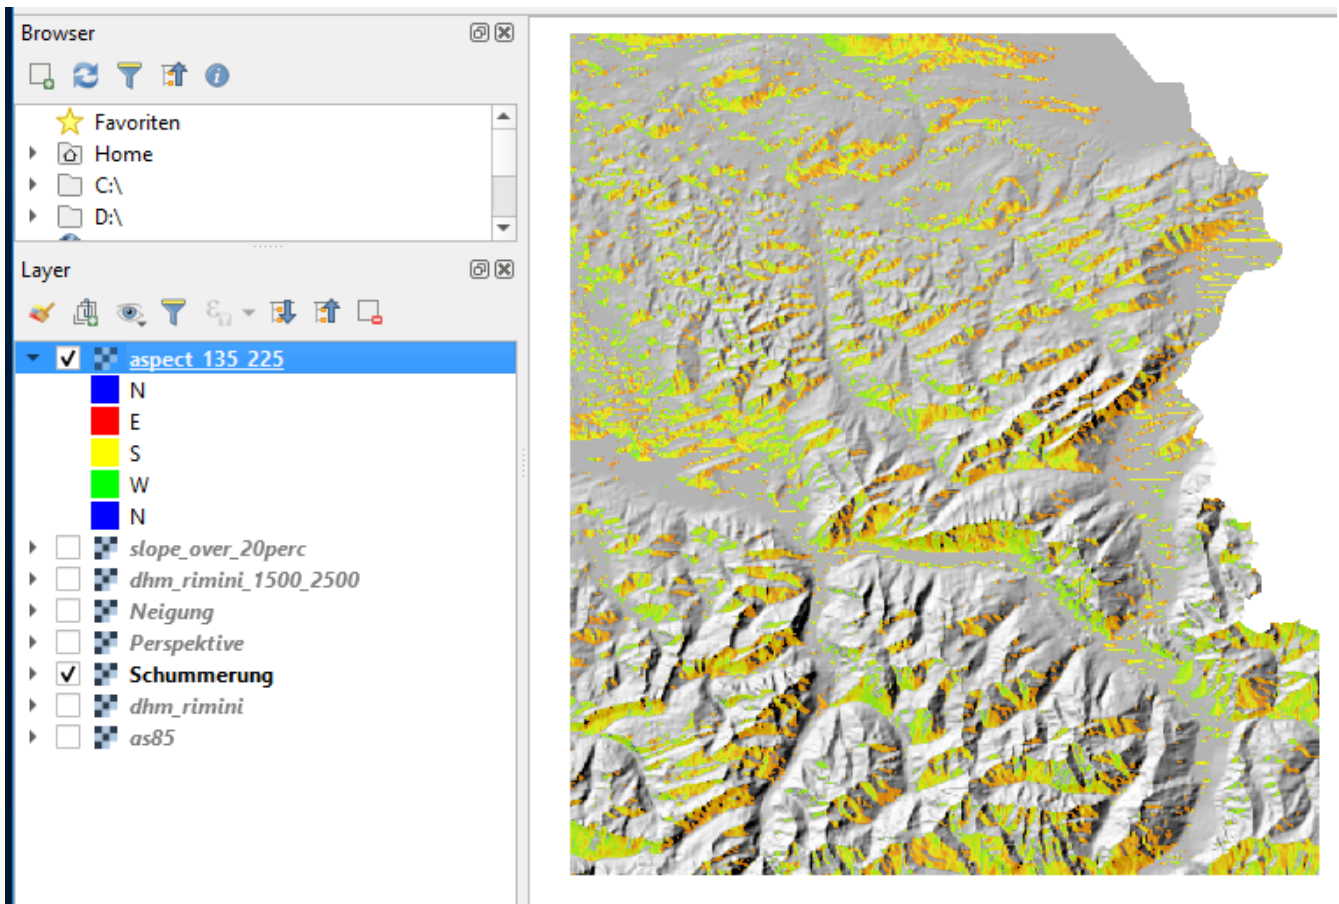 Browser
Favoriten
Home
C:\
D:\
Layer
aspect_135_225
N
E
S
W
N
slope_over_20perc
dhm_rimini_1500_2500
Neigung
Perspektive
Schummerung
dhm_rimini
as85